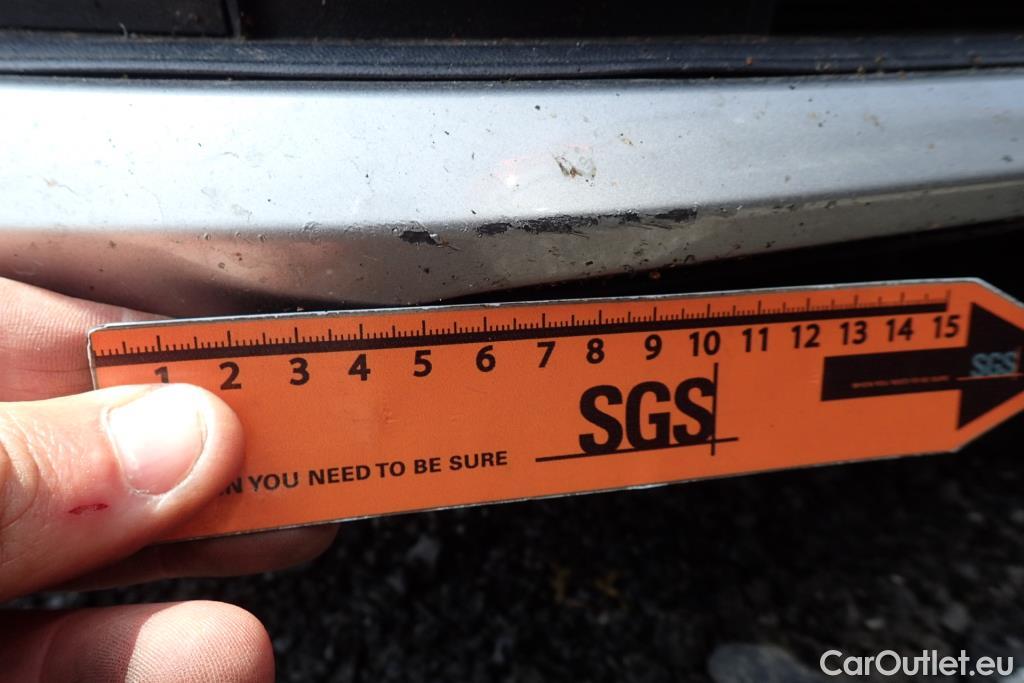 1 2 3 4 5 6 7 8 9 10 11 12 13 14 15
SGS
SGS
N YOU NEED TO BE SURE
CarOutlet.eu